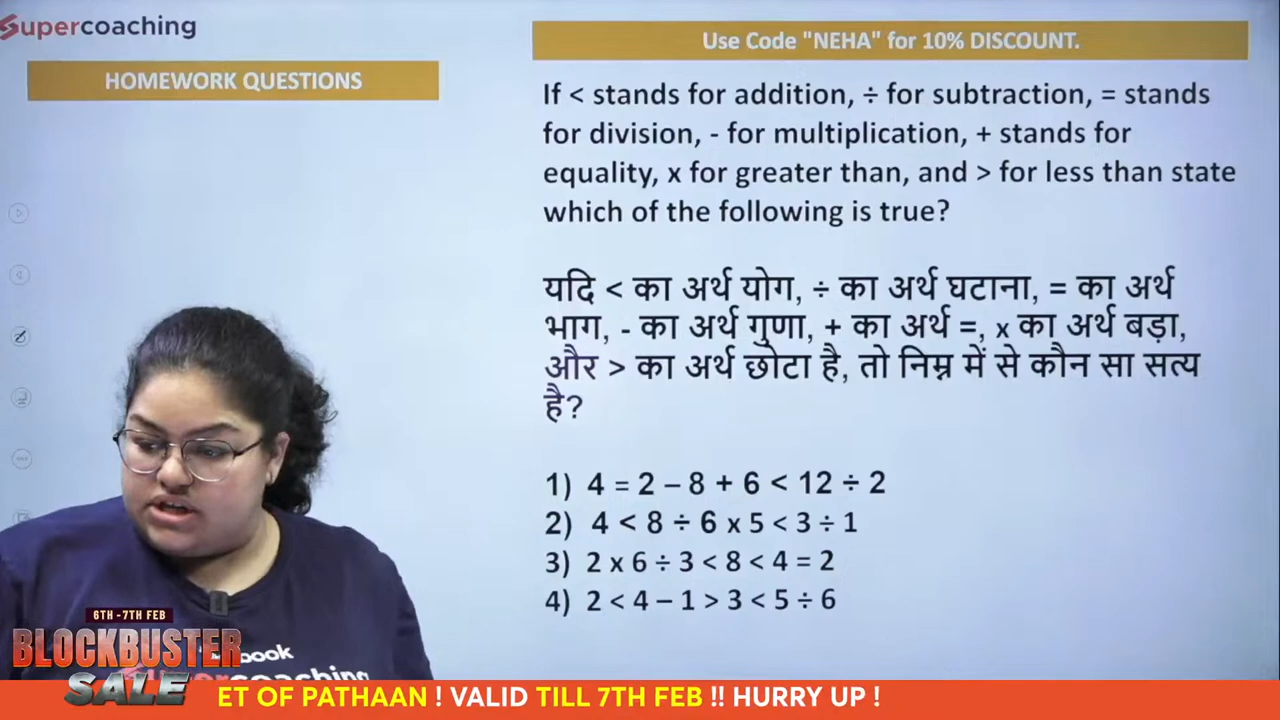 Supercoaching
HOMEWORK QUESTIONS
Use Code "NEHA" for 10% DISCOUNT.
If < stands for addition, ÷ for subtraction, = stands
for division, - for multiplication, + stands for
equality, x for greater than, and > for less than state
which of the following is true?
यदि < का अर्थ योग, ÷ का अर्थ घटाना, = का अर्थ
भाग, - का अर्थ गुणा, + का अर्थ =, x का अर्थ बड़ा,
और > का अर्थ छोटा है, तो निम्न में से कौन सा सत्य
है?
1) 4 = 2 – 8 + 6 < 12 ÷ 2
2) 4 < 8 ÷ 6 x 5 < 3 ÷ 1
3) 2 x 6 ÷ 3 < 8 < 4 = 2
4) 2 < 4 – 1 > 3 < 5 ÷ 6
6TH -7TH FEB
BLOCKBUSTER
SALE
ET OF PATHAAN ! VALID TILL 7TH FEB !! HURRY UP !